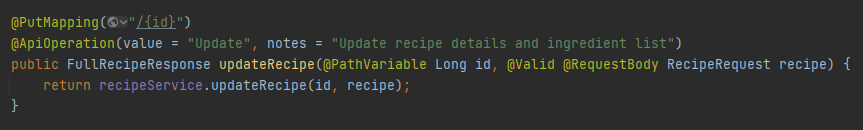 @PutMapping("/{id}")
@ApiOperation(value = "Update", notes = "Update recipe details and ingredient list")
public FullRecipeResponse updateRecipe(@PathVariable Long id, @Valid @RequestBody RecipeRequest recipe) {
    return recipeService.updateRecipe(id, recipe);
}